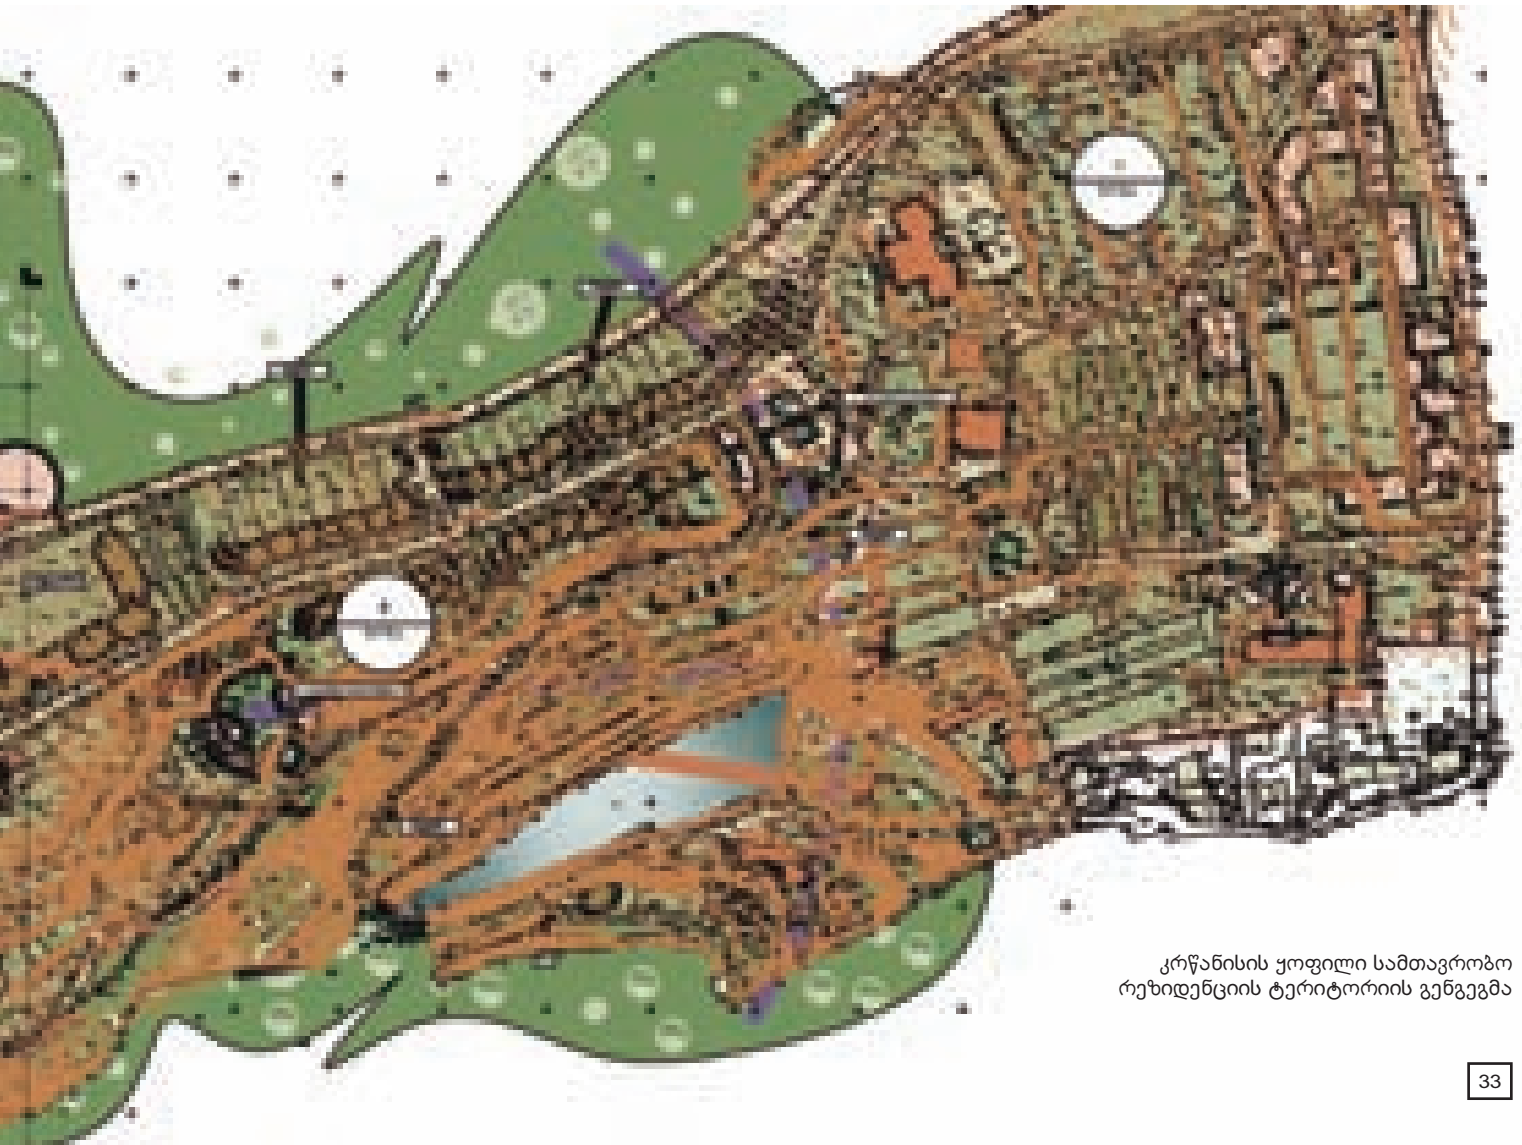 კრწანისის ყოფილი სამთავრობო
რეზიდენციის ტერიტორიის გენგეგმა
33